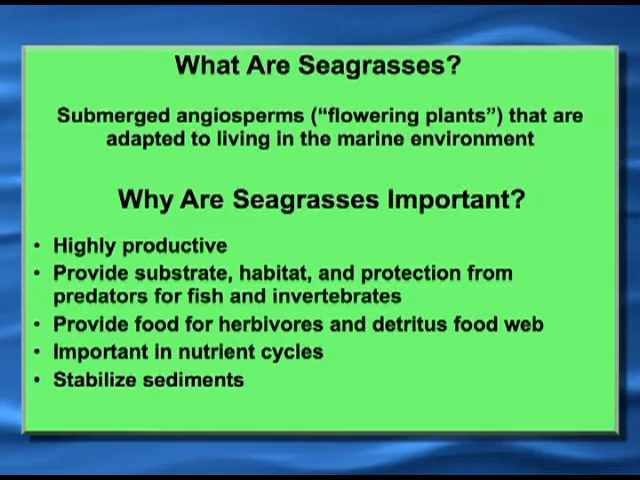 What Are Seagrasses?
Submerged angiosperms (“flowering plants”) that are
adapted to living in the marine environment
Why Are Seagrasses Important?
• Highly productive
• Provide substrate, habitat, and protection from
predators for fish and invertebrates
• Provide food for herbivores and detritus food web
• Important in nutrient cycles
• Stabilize sediments